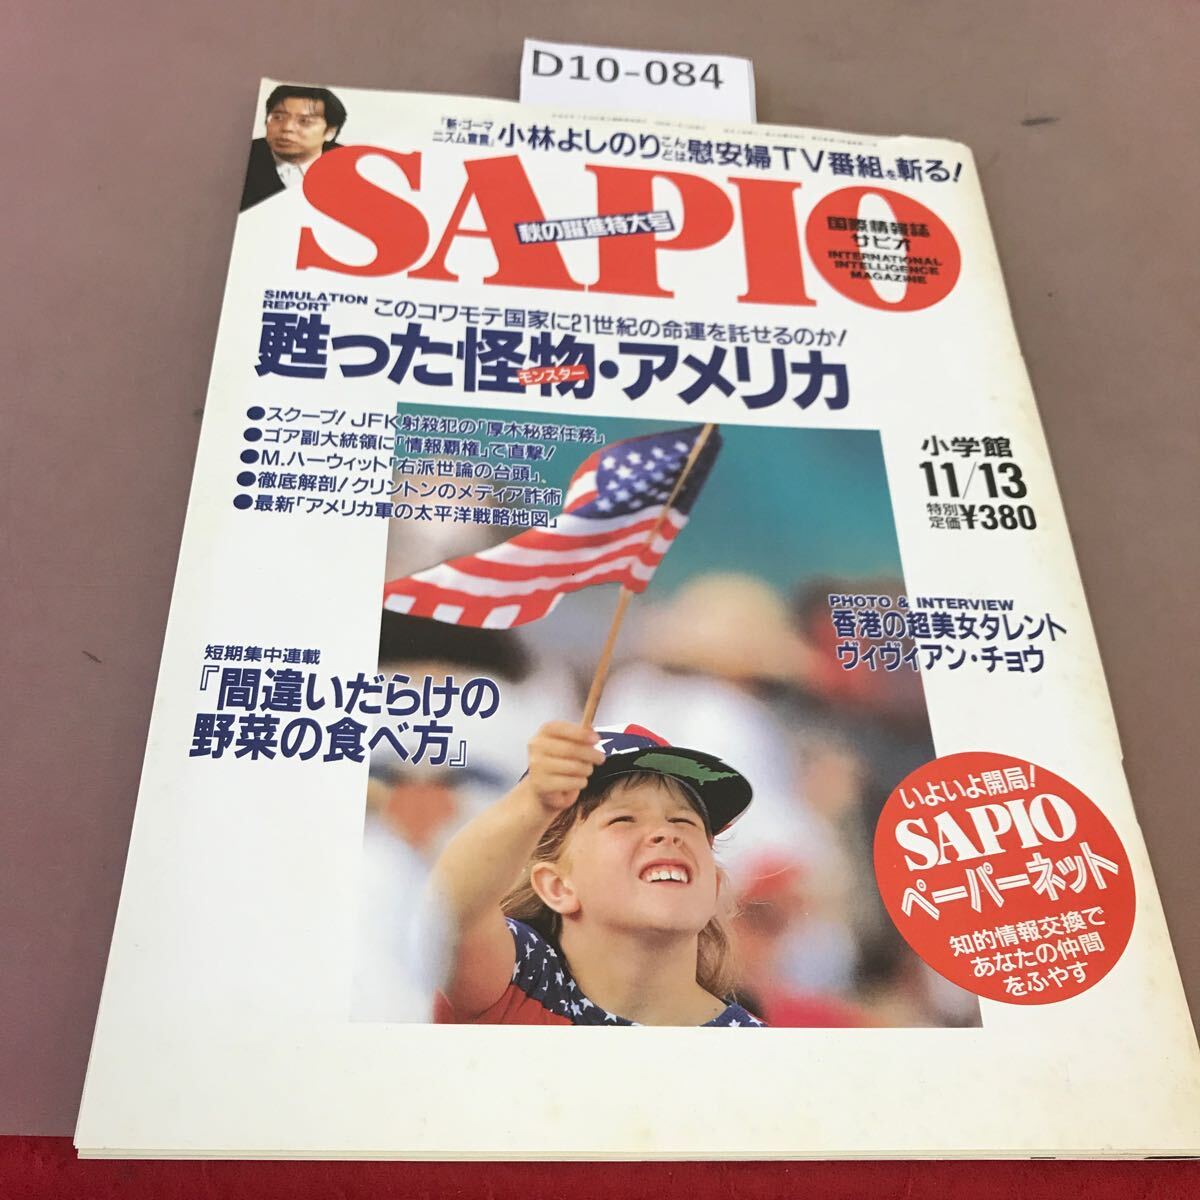 D10-084
「新・ゴーマ
ニズム宣言」
小林よしのり
こん
どは
慰安婦TV番組を斬る!
SAPIO
秋の躍進特大号
国際情報誌
サピオ
INTERNATIONAL
INTELLIGENCE
MAGAZINE
SIMULATION
REPORT
このコワモテ国家に21世紀の命運を託せるのか!
甦った怪物・アメリカ
モンスター
●スクープ! JFK射殺犯の「厚木秘密任務」
●ゴア副大統領に「情報覇権」で直撃!
●M.ハーウィット「右派世論の台頭」
●徹底解剖!クリントンのメディア詐術
●最新「アメリカ軍の太平洋戦略地図」
小学館
11/13
特別
定価
¥380
PHOTO & INTERVIEW
香港の超美女タレント
ヴィヴィアン・チョウ
短期集中連載
『間違いだらけの
野菜の食べ方』
いよいよ開局!
SAPIO
ペーパーネット
知的情報交換で
あなたの仲間
をふやす